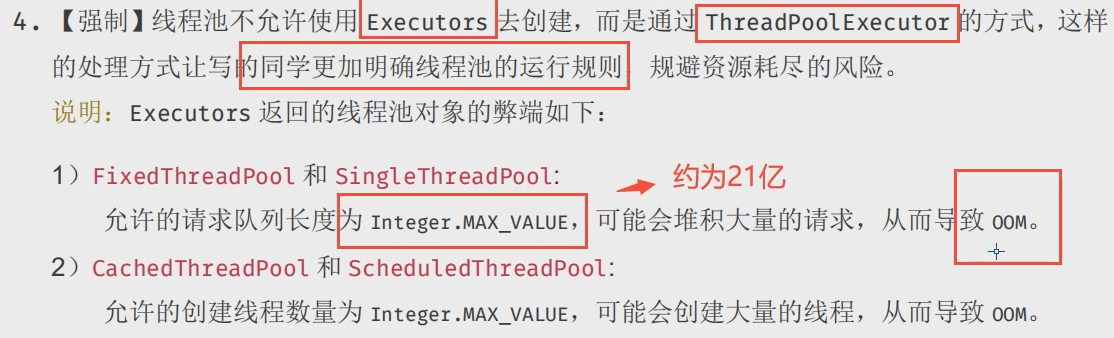 4. 【强制】线程池不允许使用 Executors 去创建，而是通过 ThreadPoolExecutor 的方式，这样
的处理方式让写的同学更加明确线程池的运行规则，规避资源耗尽的风险。
说明：Executors 返回的线程池对象的弊端如下：
1）FixedThreadPool 和 SingleThreadPool:
约为21亿
允许的请求队列长度为 Integer.MAX_VALUE，可能会堆积大量的请求，从而导致 OOM。
2）CachedThreadPool 和 ScheduledThreadPool:
允许的创建线程数量为 Integer.MAX_VALUE，可能会创建大量的线程，从而导致 OOM。